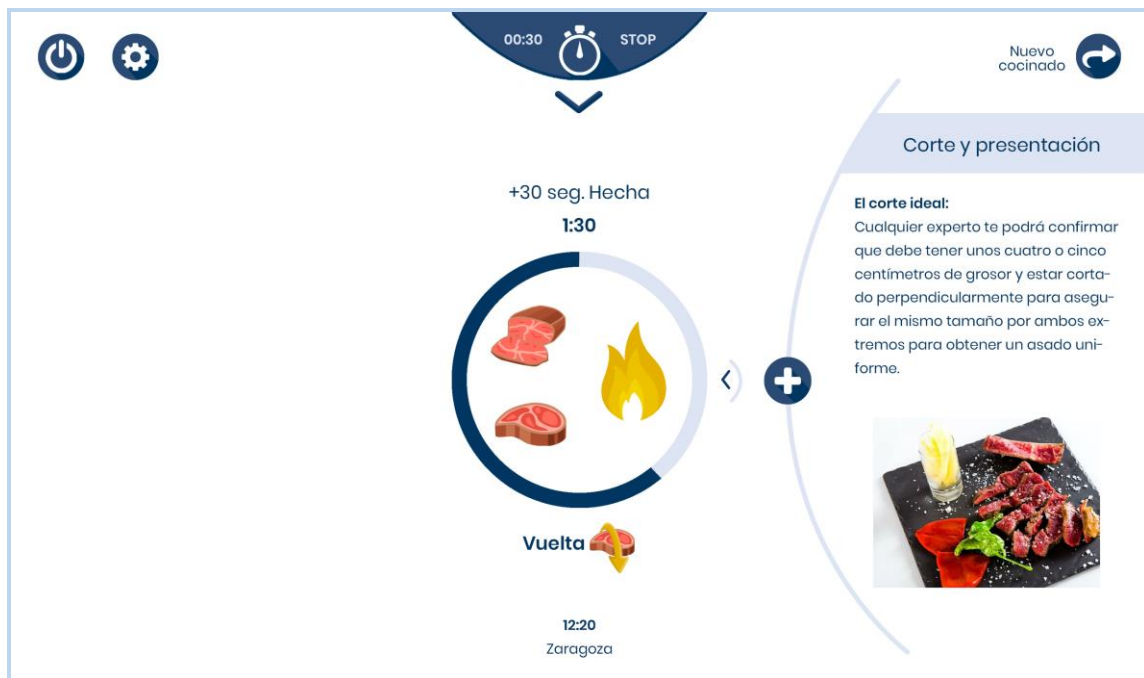 00:30
STOP
Nuevo
cocinado
Corte y presentación
+30 seg. Hecha
1:30
El corte ideal:
Cualquier experto te podrá confirmar
que debe tener unos cuatro o cinco
centímetros de grosor y estar corta-
do perpendicularmente para asegu-
rar el mismo tamaño por ambos ex-
tremos para obtener un asado uni-
forme.
Vuelta
12:20
Zaragoza